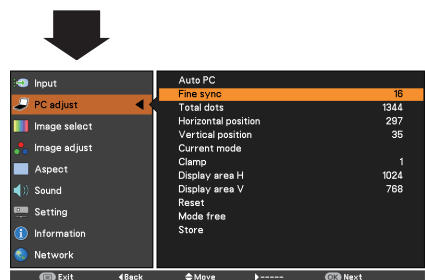 Input
PC adjust
Image select
Image adjust
Aspect
Sound
Setting
Information
Network
Auto PC
Fine sync 16
Total dots 1344
Horizontal position 297
Vertical position 35
Current mode
Clamp 1
Display area H 1024
Display area V 768
Reset
Mode free
Store
Exit Back Move ----- OK Next